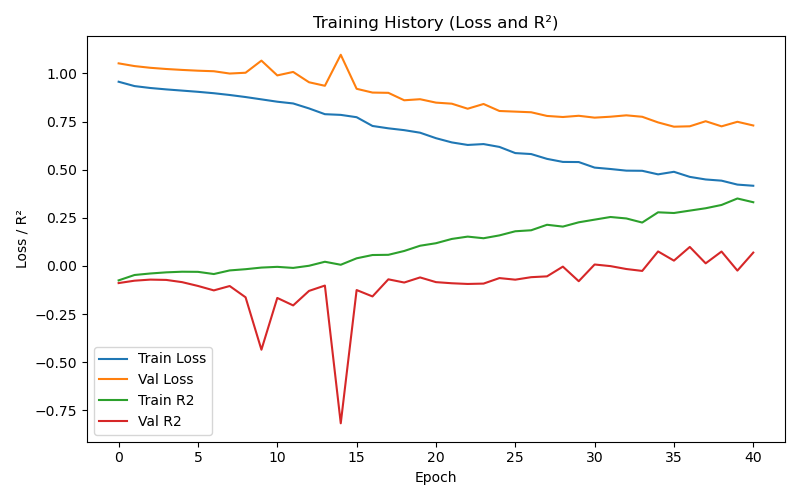 Training History (Loss and R²)
Loss / R²
1.00
0.75
0.50
0.25
0.00
−0.25
−0.50
−0.75
Train Loss
Val Loss
Train R2
Val R2
0 5 10 15 20 25 30 35 40
Epoch